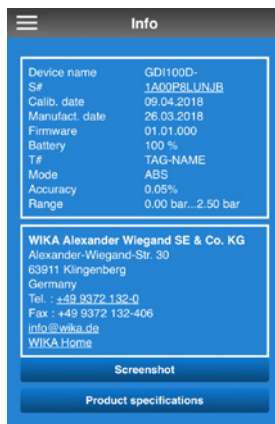 Info
Device name GDI100D-
S# 1A00P8LUNJB
Calib. date 09.04.2018
Manufact. date 26.03.2018
Firmware 01.01.000
Battery 100 %
T# TAG-NAME
Mode ABS
Accuracy 0.05%
Range 0.00 bar...2.50 bar
WIKA Alexander Wiegand SE & Co. KG
Alexander-Wiegand-Str. 30
63911 Klingenberg
Germany
Tel. : +49 9372 132-0
Fax : +49 9372 132-406
info@wika.de
WIKA Home
Screenshot
Product specifications